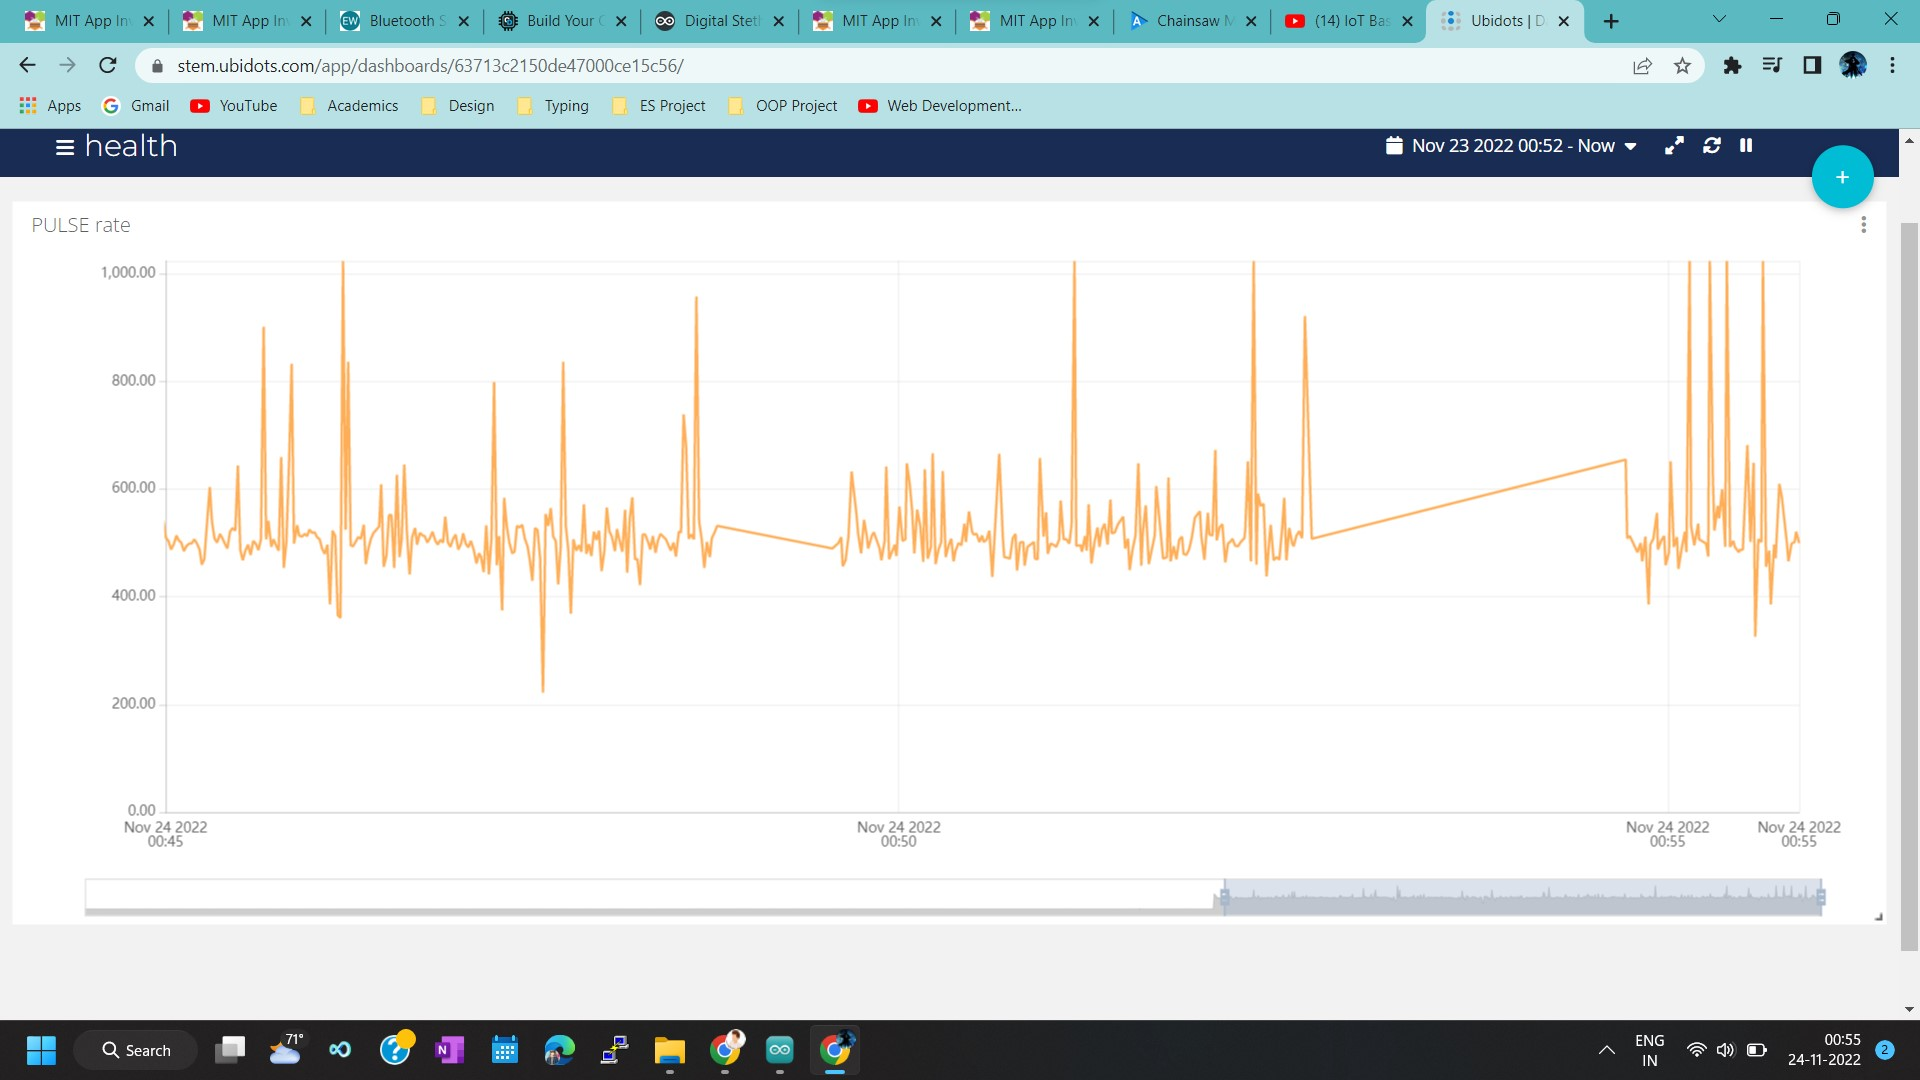 MIT App In
MIT App In
EW
Bluetooth S
Build Your
Digital Stet
MIT App In
MIT App In
Chainsaw M
(14) IoT Bas
Ubidots | D
stem.ubidots.com/app/dashboards/63713c2150de47000ce15c56/
Apps
Gmail
YouTube
Academics
Design
Typing
ES Project
OOP Project
Web Development...
health
Nov 23 2022 00:52 - Now
+
PULSE rate
1,000.00
800.00
600.00
400.00
200.00
0.00
Nov 24 2022
00:45
Nov 24 2022
00:50
Nov 24 2022
00:55
Nov 24 2022
00:55
Search
71°
ENG
IN
00:55
24-11-2022
2